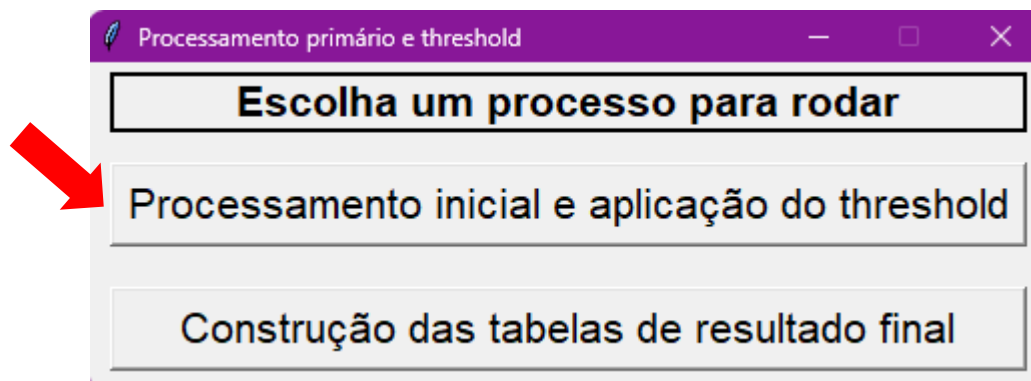 Processamento primário e threshold
Escolha um processo para rodar
Processamento inicial e aplicação do threshold
Construção das tabelas de resultado final